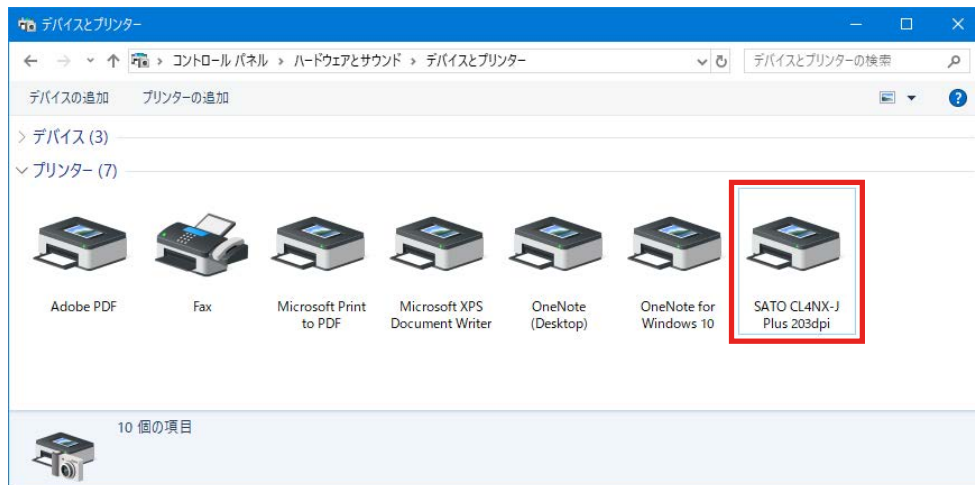 デバイスとプリンター
コントロール パネル › ハードウェアとサウンド › デバイスとプリンター
デバイスとプリンターの検索
デバイスの追加 プリンターの追加
デバイス (3)
プリンター (7)
Adobe PDF
Fax
Microsoft Print
to PDF
Microsoft XPS
Document Writer
OneNote
(Desktop)
OneNote for
Windows 10
SATO CL4NX-J
Plus 203dpi
10 個の項目